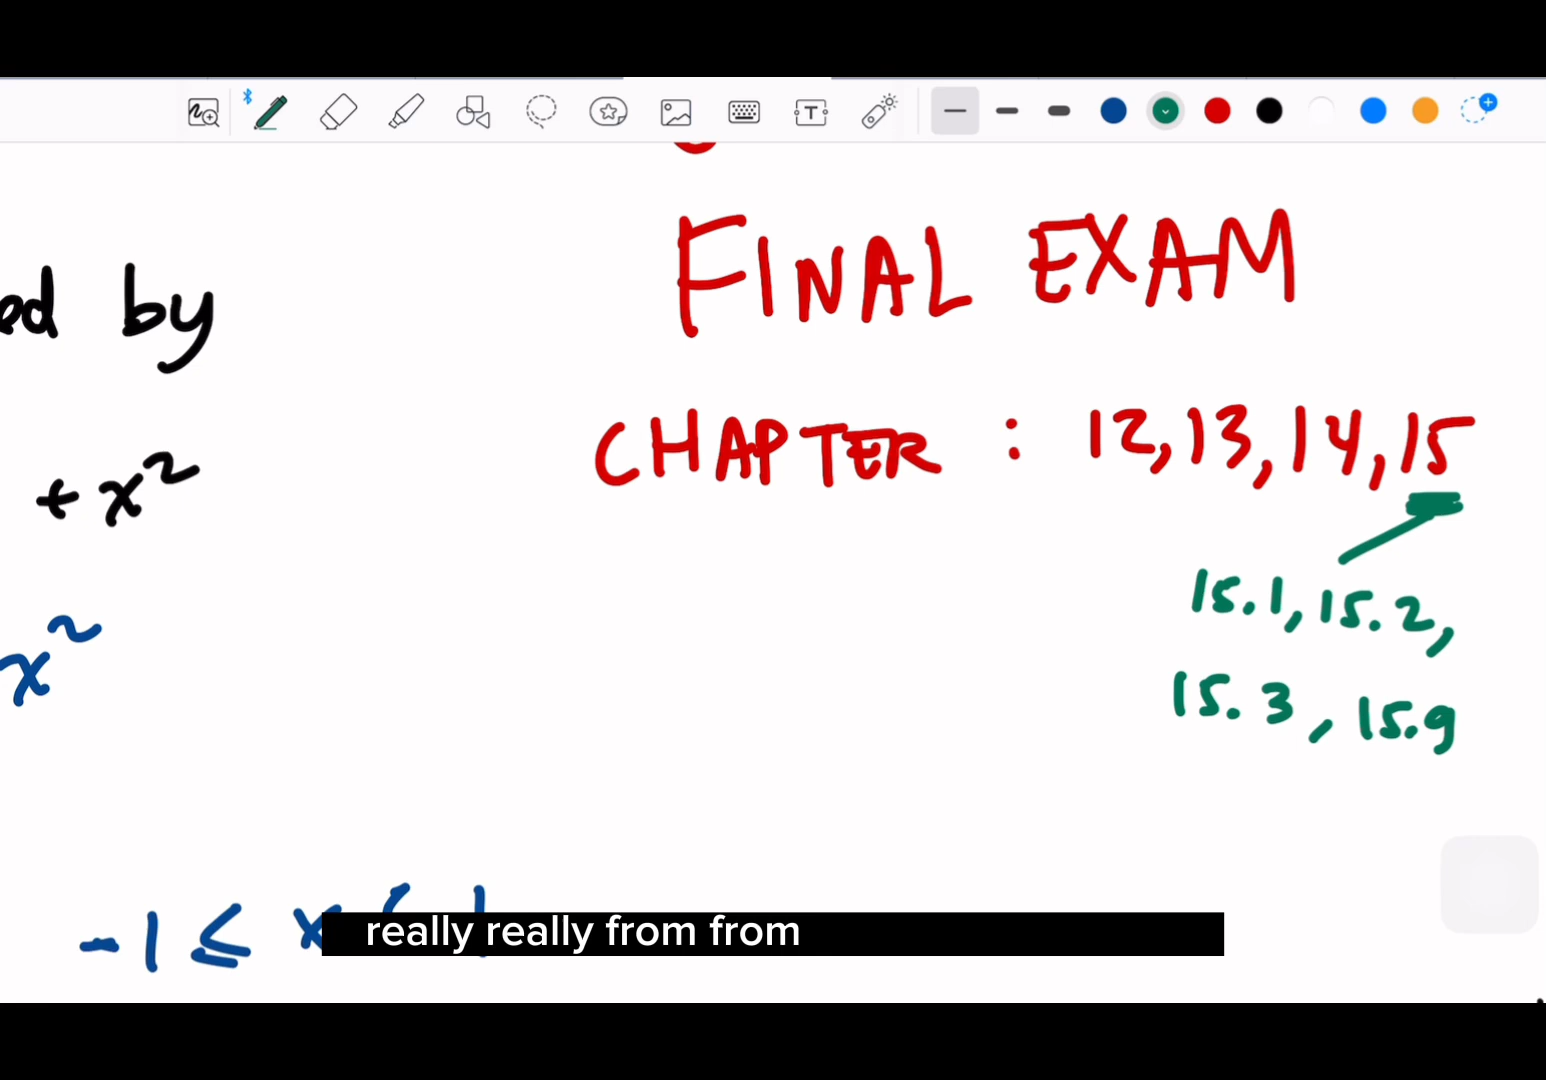 FINAL EXAM
ed by
CHAPTER : 12,13,14,15
+ x²
15.1, 15.2,
x²
15.3, 15.9
-1 ≤ x
really really from from